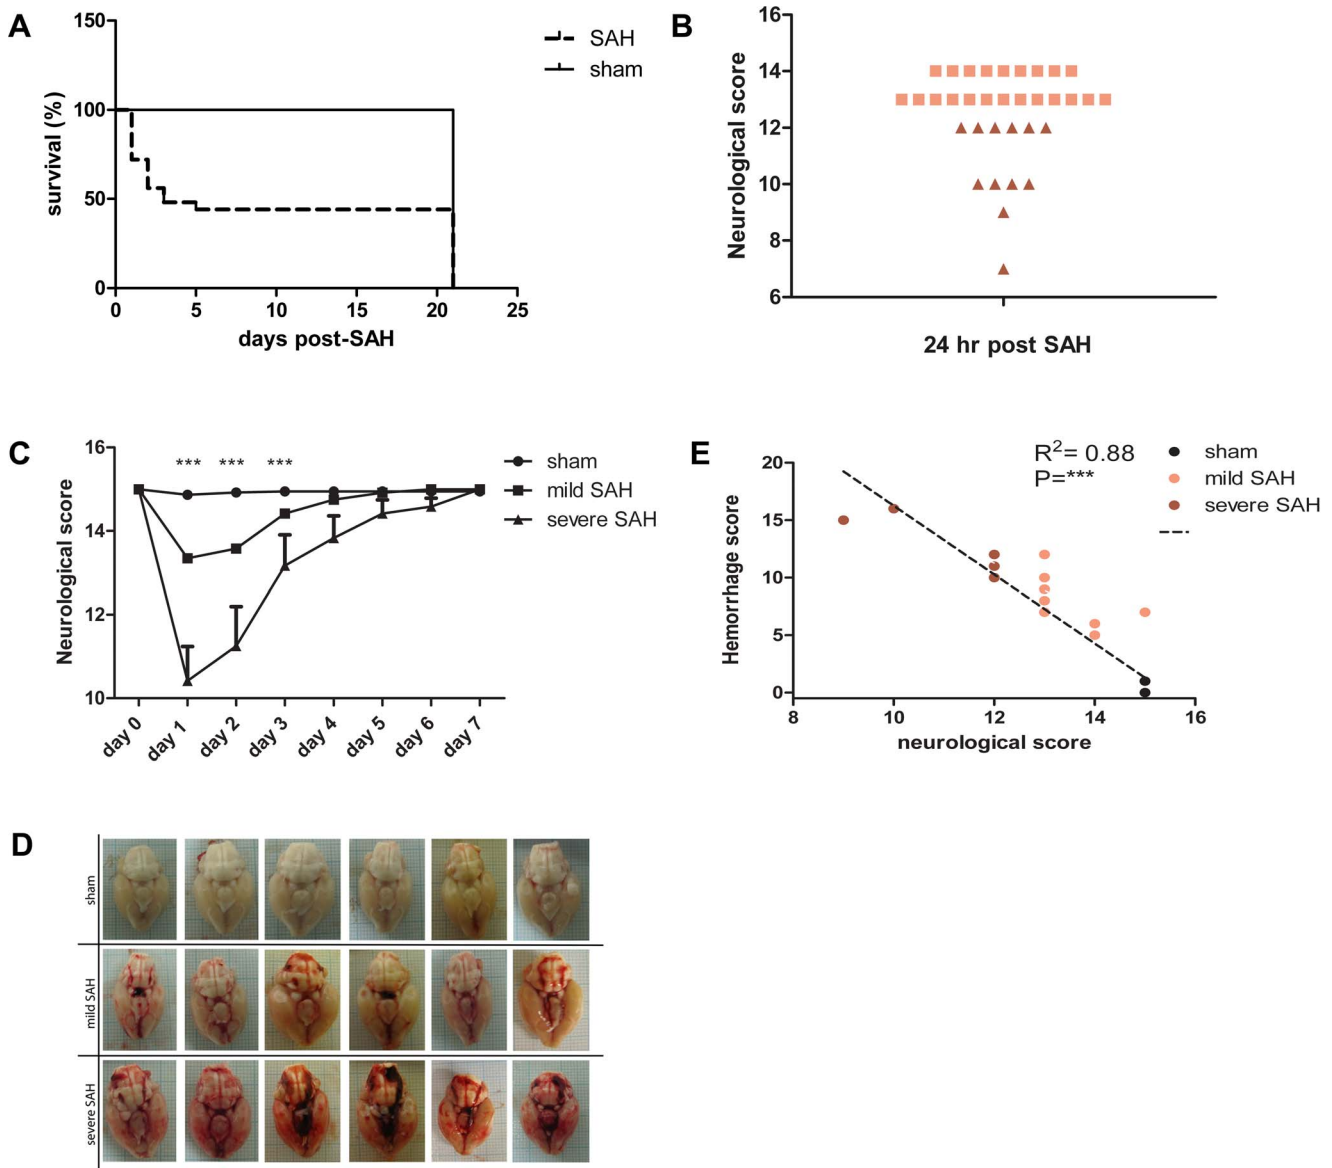 A
150
100
50
0
survival (%)
0 5 10 15 20 25
days post-SAH
SAH
sham
B
16
14
12
10
8
6
Neurological score
24 hr post SAH
C
16
14
12
10
Neurological score
*** *** ***
day 0 day 1 day 2 day 3 day 4 day 5 day 6 day 7
sham
mild SAH
severe SAH
E
20
15
10
5
0
Hemorrhage score
8 10 12 14 16
neurological score
R²= 0.88
P=***
sham
mild SAH
severe SAH
D
sham
mild SAH
severe SAH